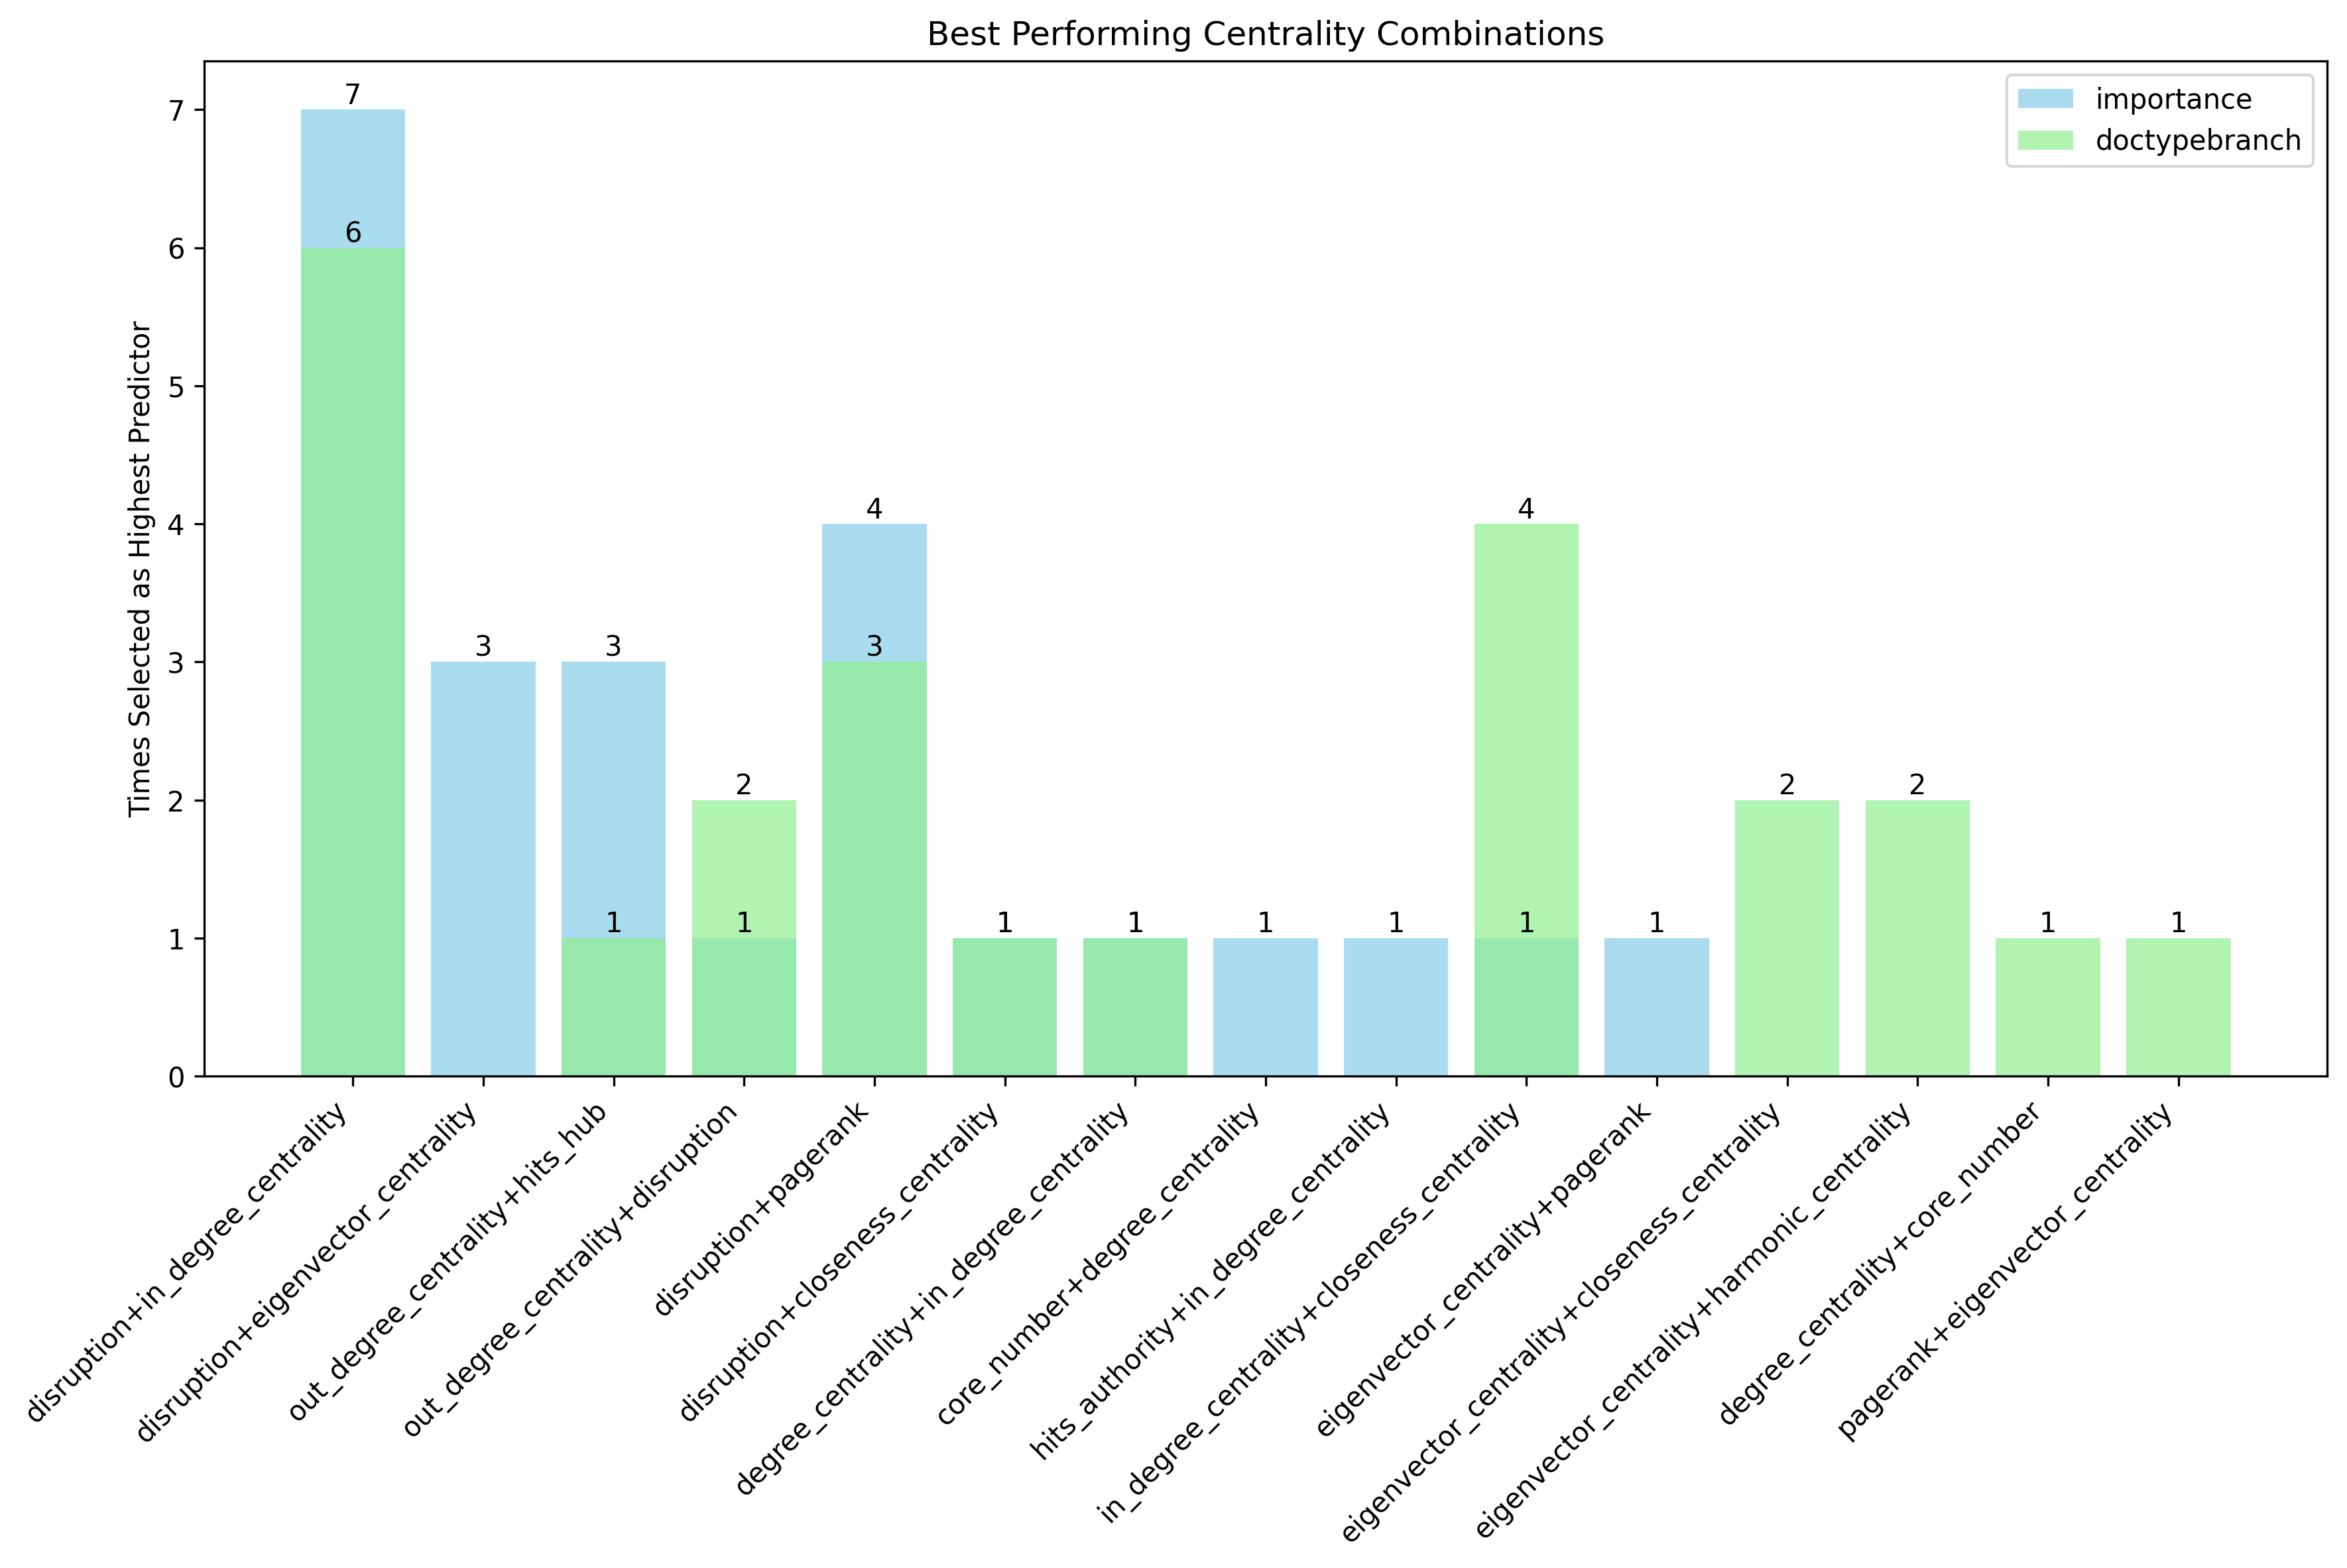 Best Performing Centrality Combinations
importance
doctypebranch
Times Selected as Highest Predictor
7
6
5
4
3
2
1
0
7
6
3
3
1
2
1
4
3
1
1
1
1
4
1
1
2
2
1
1
disruption+in_degree_centrality
disruption+eigenvector_centrality
out_degree_centrality+hits_hub
out_degree_centrality+disruption
disruption+pagerank
disruption+closeness_centrality
degree_centrality+in_degree_centrality
core_number+degree_centrality
hits_authority+in_degree_centrality
in_degree_centrality+closeness_centrality
eigenvector_centrality+pagerank
eigenvector_centrality+closeness_centrality
eigenvector_centrality+harmonic_centrality
degree_centrality+core_number
pagerank+eigenvector_centrality